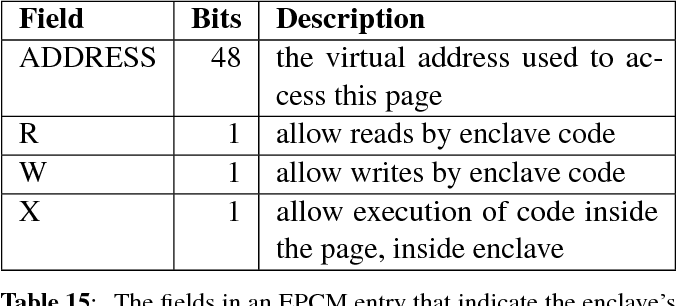 Field Bits Description
ADDRESS 48 the virtual address used to ac-
cess this page
R 1 allow reads by enclave code
W 1 allow writes by enclave code
X 1 allow execution of code inside
the page, inside enclave
Table 15: The fields in an EPCM entry that indicate the enclave's